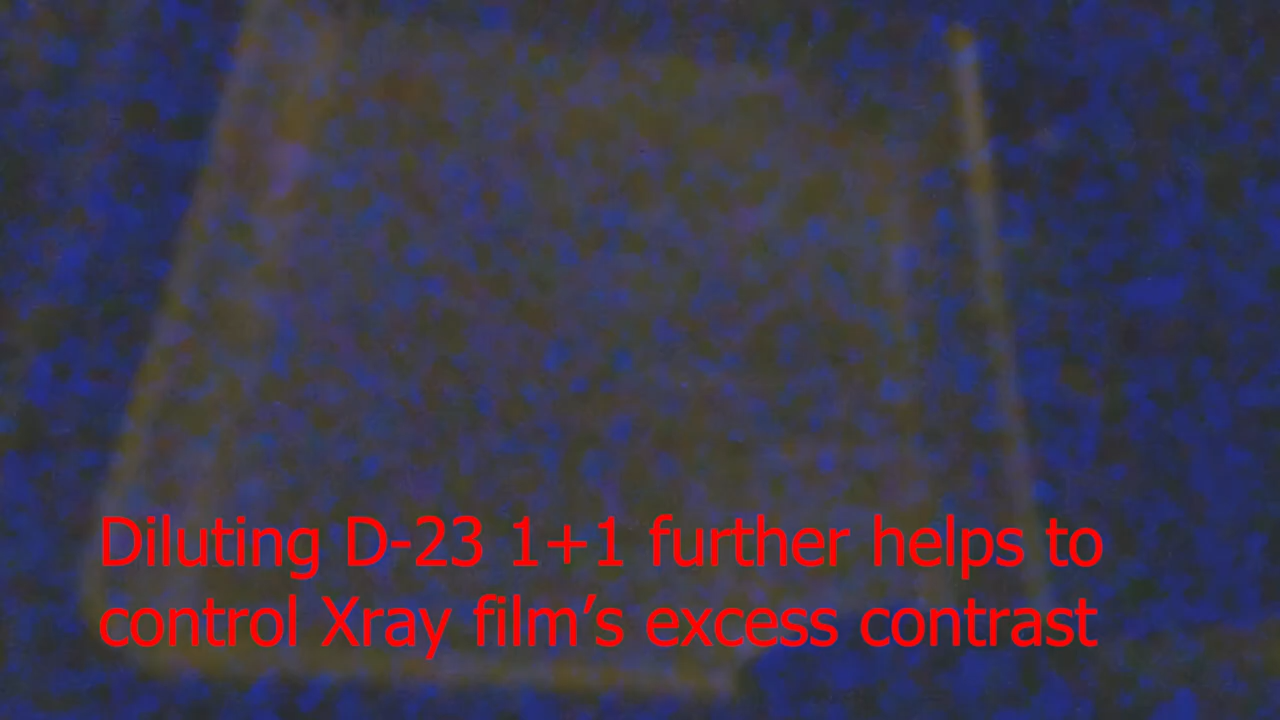 Diluting D-23 1+1 further helps to
control Xray film’s excess contrast